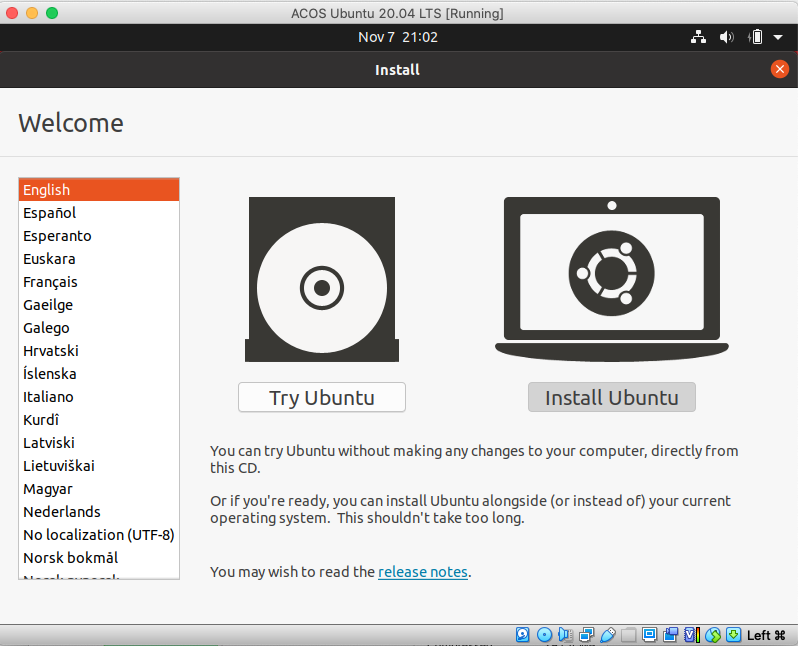 ACOS Ubuntu 20.04 LTS [Running]
Nov 7 21:02
Install
Welcome
English
Español
Esperanto
Euskara
Français
Gaeilge
Galego
Hrvatski
Íslenska
Italiano
Kurdî
Latviski
Lietuviškai
Magyar
Nederlands
No localization (UTF-8)
Norsk bokmål
Try Ubuntu
Install Ubuntu
You can try Ubuntu without making any changes to your computer, directly from
this CD.
Or if you're ready, you can install Ubuntu alongside (or instead of) your current
operating system. This shouldn't take too long.
You may wish to read the release notes.
Left ⌘